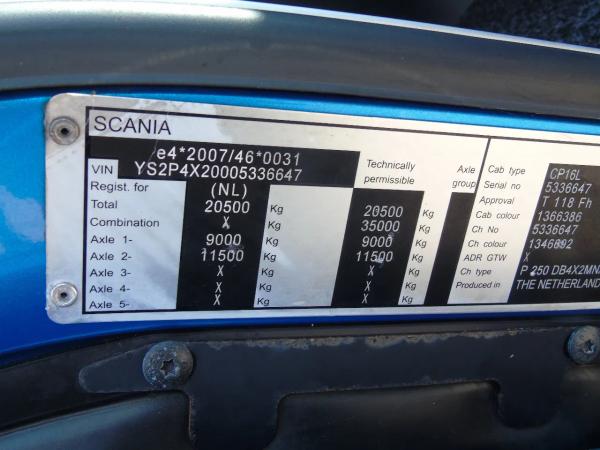 SCANIA
e4*2007/46*0031
VIN YS2P4X20005336647
Regist. for (NL) Technically permissible Axle group
Total 20500 Kg 20500 Kg
Combination X Kg 35000 Kg
Axle 1- 9000 Kg 9000 Kg
Axle 2- 11500 Kg 11500 Kg
Axle 3- X Kg X Kg
Axle 4- X Kg X Kg
Axle 5- X Kg X Kg
Cab type CP16L
Serial no 5336647
Approval T 118 Fh
Cab colour 1366386
Ch No 5336647
Ch colour
ADR GTW X
Ch type P 250 DB4X2MN
Produced in THE NETHERLAND